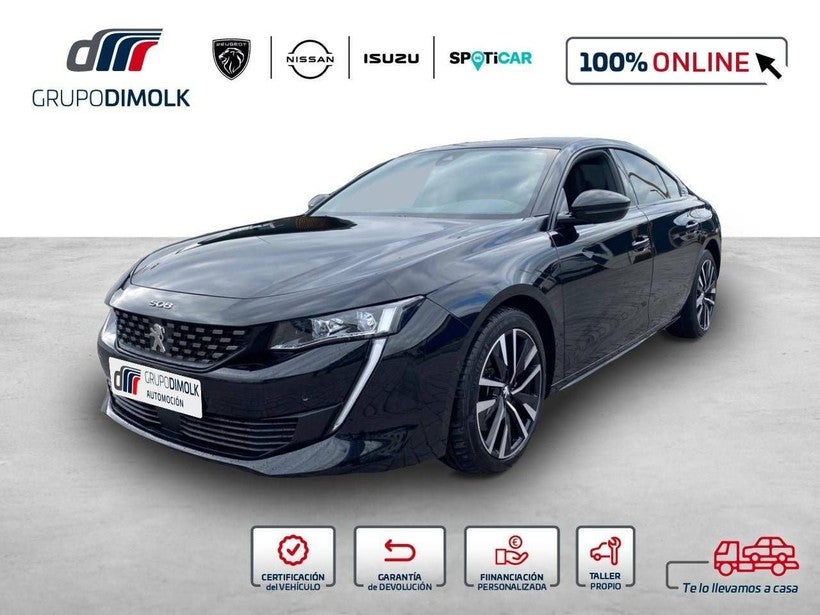 PEUGEOT
NISSAN
ISUZU
SPOTICAR
100% ONLINE
GRUPODIMOLK
508
GRUPODIMOLK
AUTOMOCIÓN
CERTIFICACIÓN
del VEHÍCULO
GARANTÍA
de DEVOLUCIÓN
FIINANCIACIÓN
PERSONALIZADA
TALLER
PROPIO
Te lo llevamos a casa